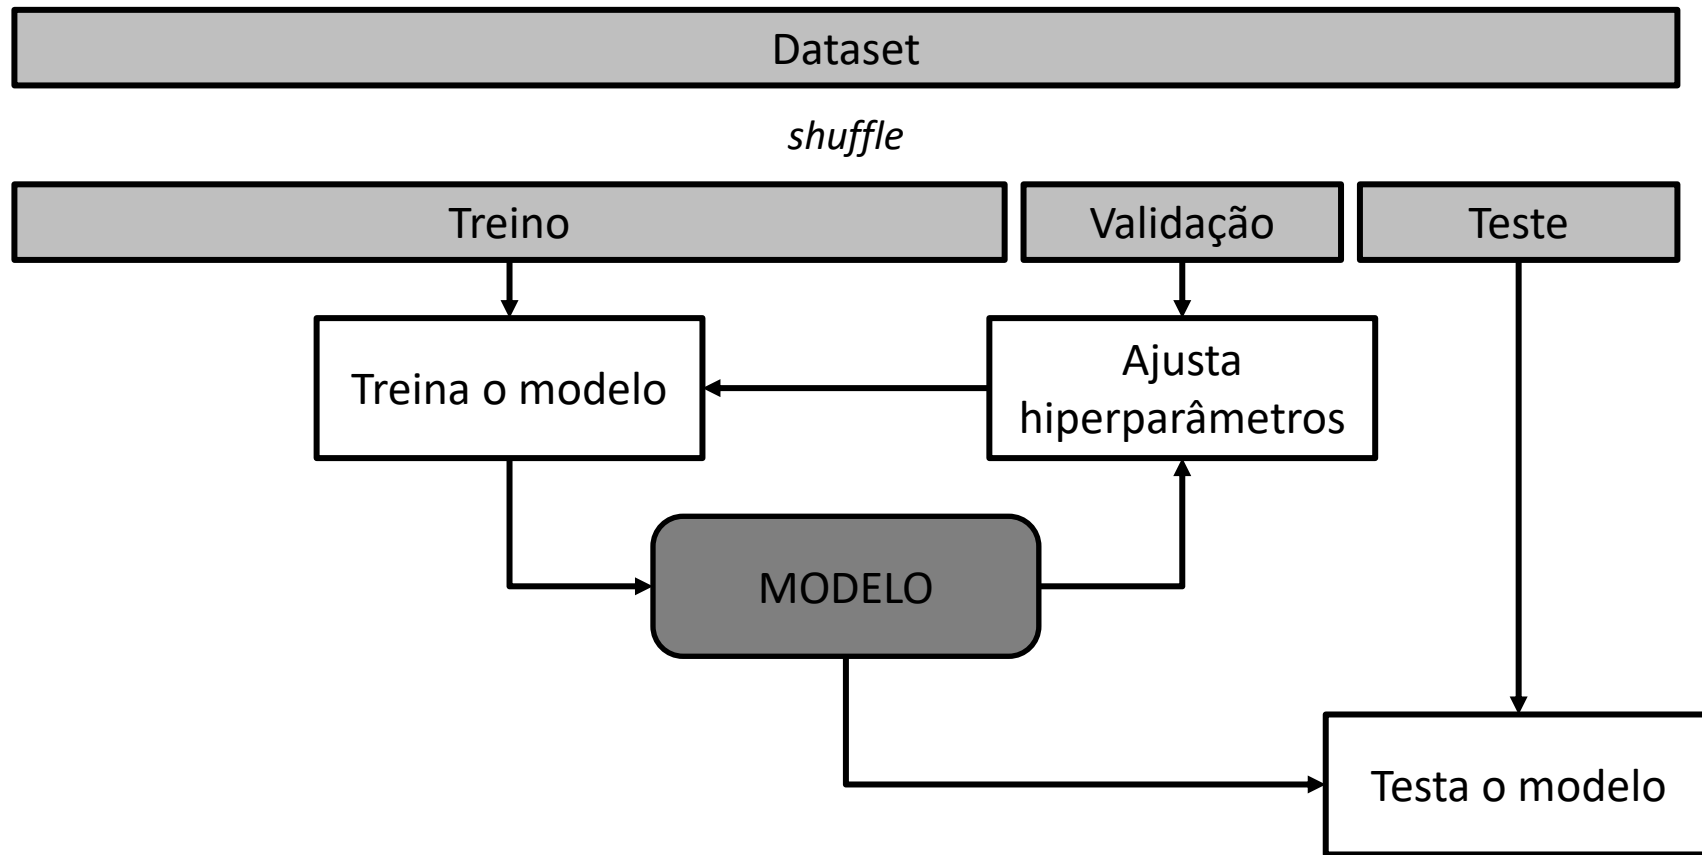 Dataset
shuffle
Treino
Validação
Teste
Treina o modelo
Ajusta
hiperparâmetros
MODELO
Testa o modelo